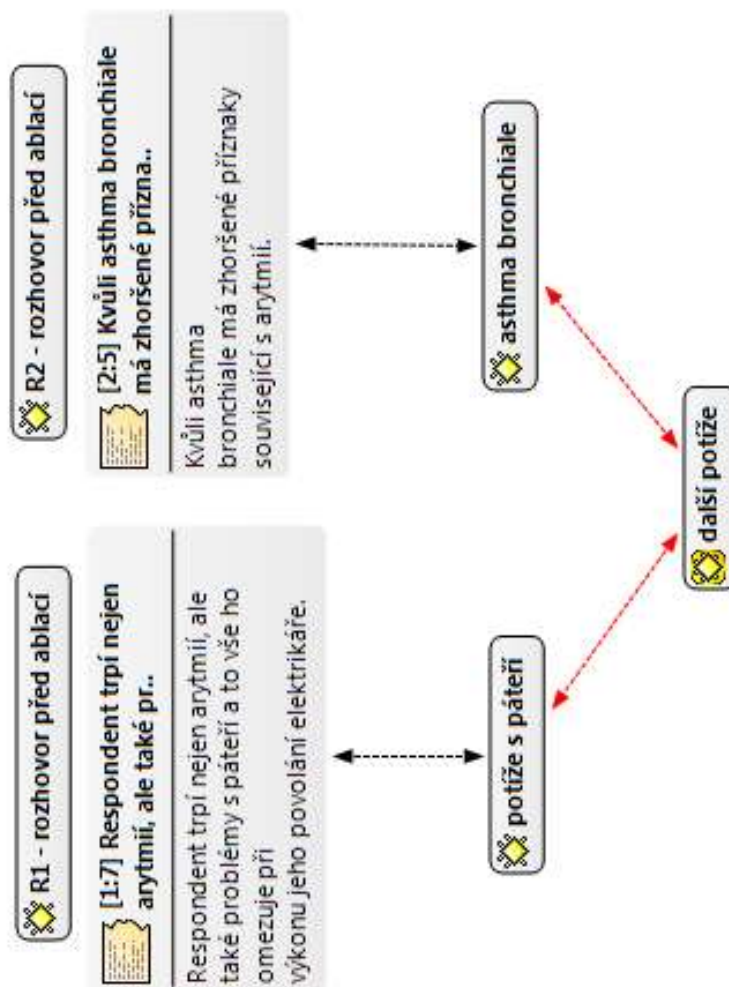 R1 - rozhovor před ablací
[1:7] Respondent trpí nejen
arytmií, ale také pr..
Respondent trpí nejen arytmií, ale
také problémy s páteří a to vše ho
omezuje při
výkonu jeho povolání elektrikáře.
potíže s páteří
R2 - rozhovor před ablací
[2:5] Kvůli asthma bronchiale
má zhoršené přízna..
Kvůli asthma
bronchiale má zhoršené příznaky
související s arytmií.
asthma bronchiale
další potíže